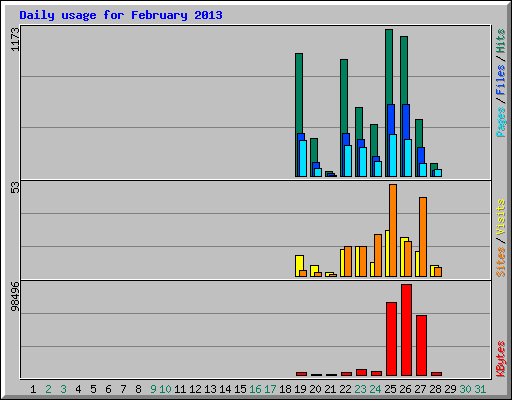 Daily usage for February 2013
1173
Pages / Files / Hits
53
Sites / Visits
98496
KBytes
1 2 3 4 5 6 7 8 9 10 11 12 13 14 15 16 17 18 19 20 21 22 23 24 25 26 27 28 29 30 31